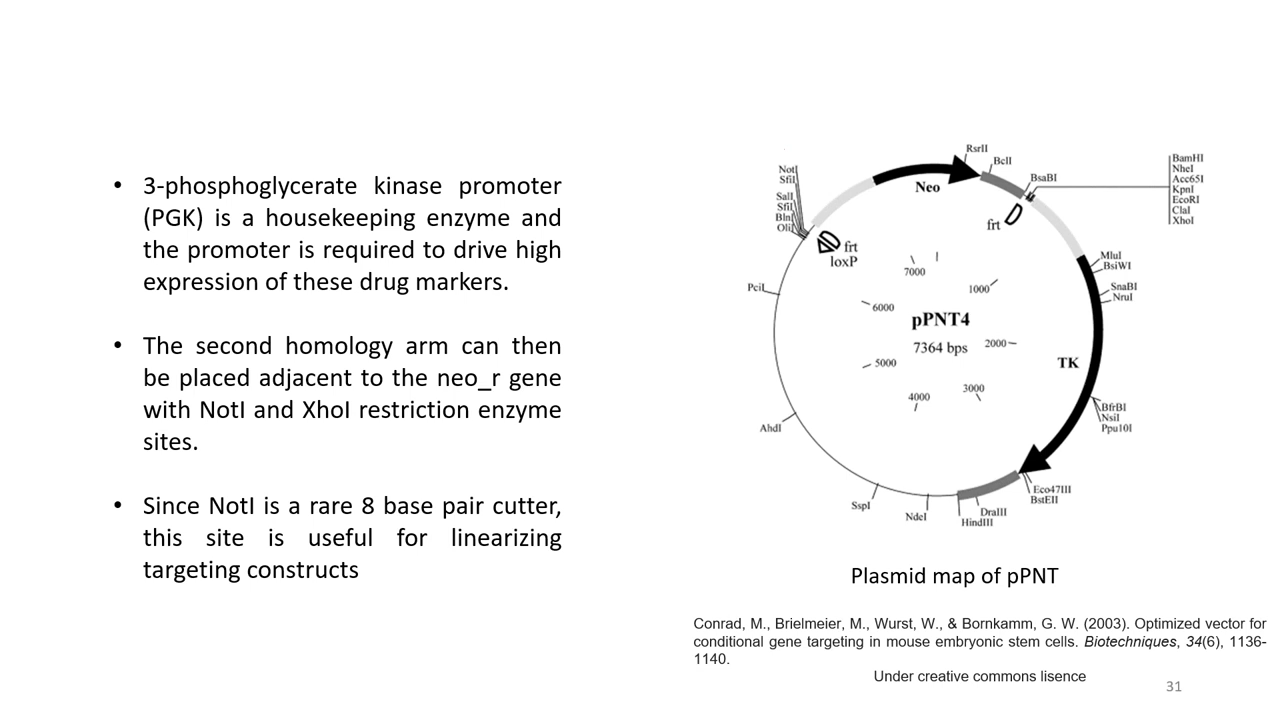 • 3-phosphoglycerate kinase promoter
(PGK) is a housekeeping enzyme and
the promoter is required to drive high
expression of these drug markers.
• The second homology arm can then
be placed adjacent to the neo_r gene
with NotI and XhoI restriction enzyme
sites.
• Since NotI is a rare 8 base pair cutter,
this site is useful for linearizing
targeting constructs
NotI
SfiI
SalI
SfiI
BlnI
OliI
PciI
AhdI
SspI
NdeI
HindIII
DraIII
BstEII
Eco47III
Ppu10I
NsiI
BfrBI
NruI
SnaBI
BsiWI
MluI
BamHI
NheI
Acc65I
KpnI
EcoRI
ClaI
XhoI
BsaBI
BclI
RsrII
Neo
frt
frt
loxP
TK
7000
1000
6000
2000
5000
3000
4000
pPNT4
7364 bps
Plasmid map of pPNT
Conrad, M., Brielmeier, M., Wurst, W., & Bornkamm, G. W. (2003). Optimized vector for
conditional gene targeting in mouse embryonic stem cells. Biotechniques, 34(6), 1136-
1140.
Under creative commons lisence
31